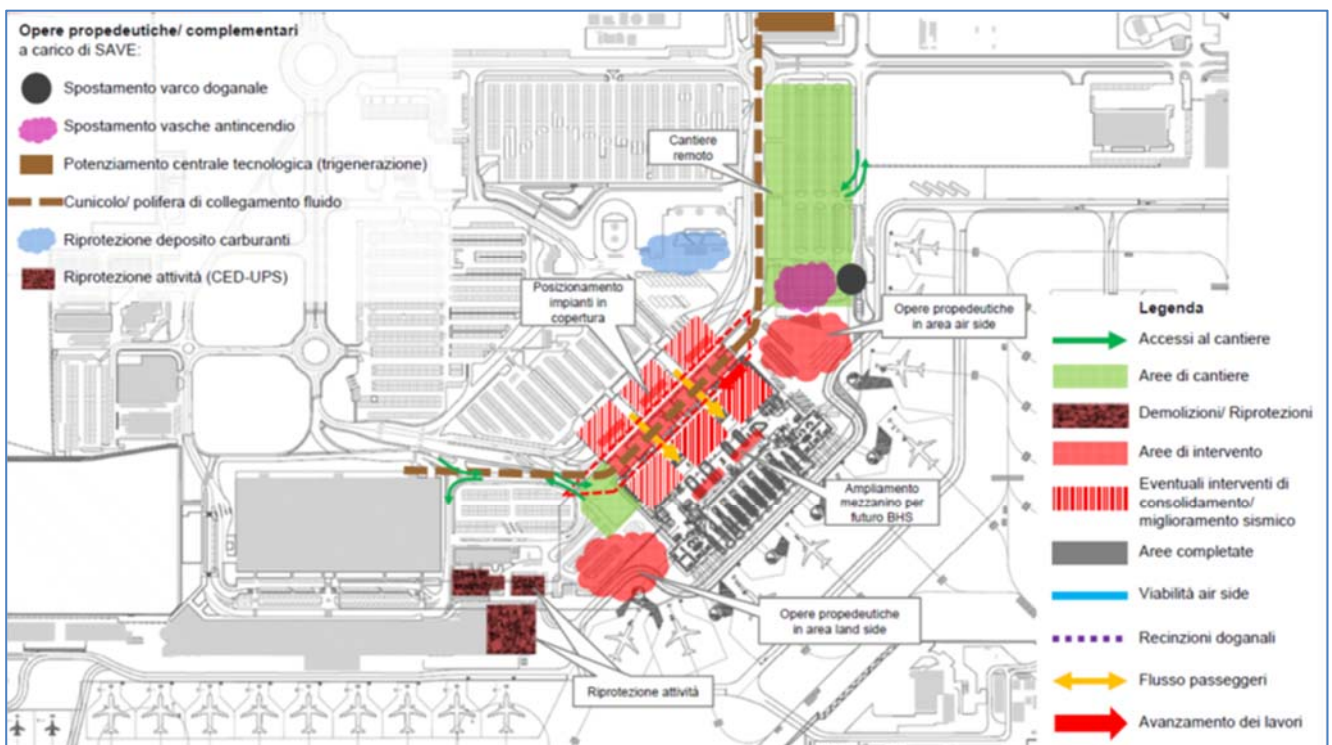 Opere propedeutiche/ complementari
a carico di SAVE:
Spostamento varco doganale
Spostamento vasche antincendio
Potenziamento centrale tecnologica (trigenerazione)
Cunicolo/ polifera di collegamento fluido
Riprotezione deposito carburanti
Riprotezione attività (CED-UPS)
Cantiere
remoto
Posizionamento
impianti in
copertura
Opere propedeutiche
in area air side
Ampliamento
mezzanino per
futuro BHS
Opere propedeutiche
in area land side
Riprotezione attività
Legenda
Accessi al cantiere
Aree di cantiere
Demolizioni/ Riprotezioni
Aree di intervento
Eventuali interventi di
consolidamento/
miglioramento sismico
Aree completate
Viabilità air side
Recinzioni doganali
Flusso passeggeri
Avanzamento dei lavori